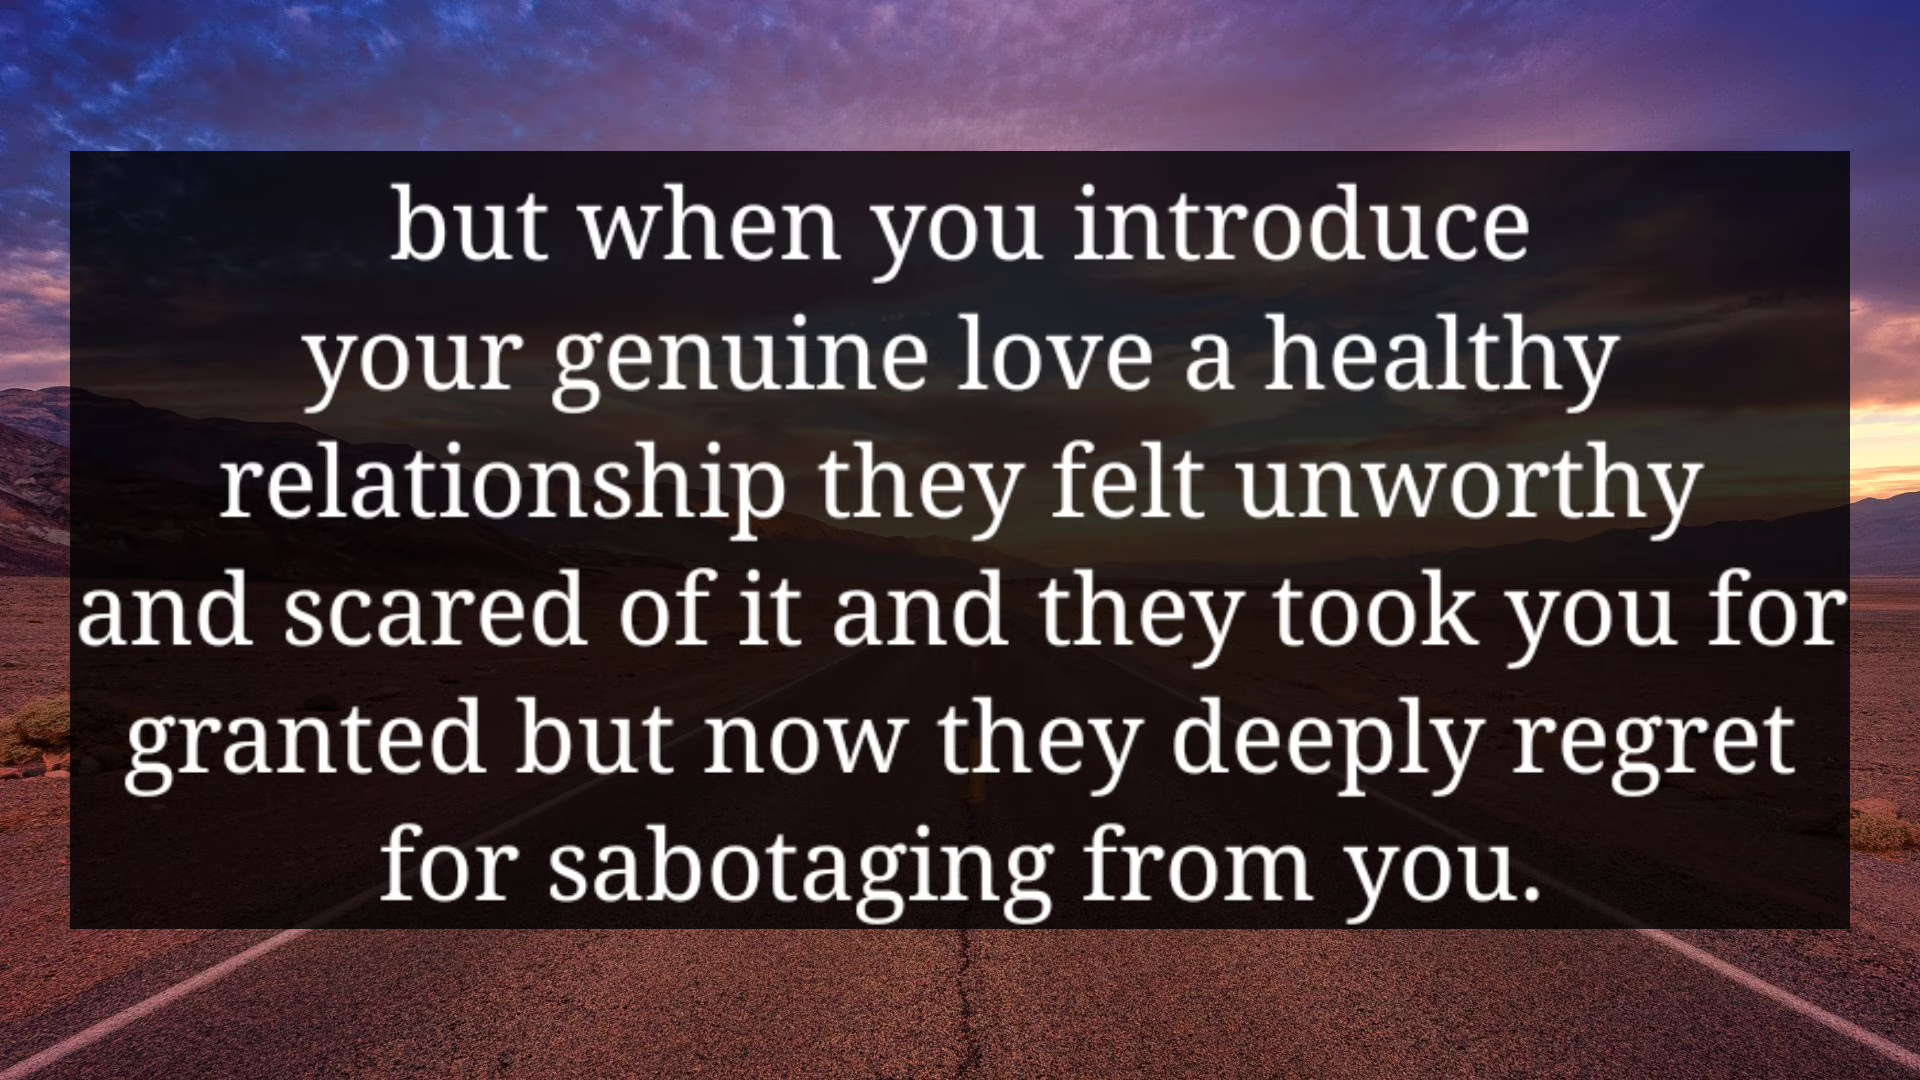 but when you introduce
your genuine love a healthy
relationship they felt unworthy
and scared of it and they took you for
granted but now they deeply regret
for sabotaging from you.